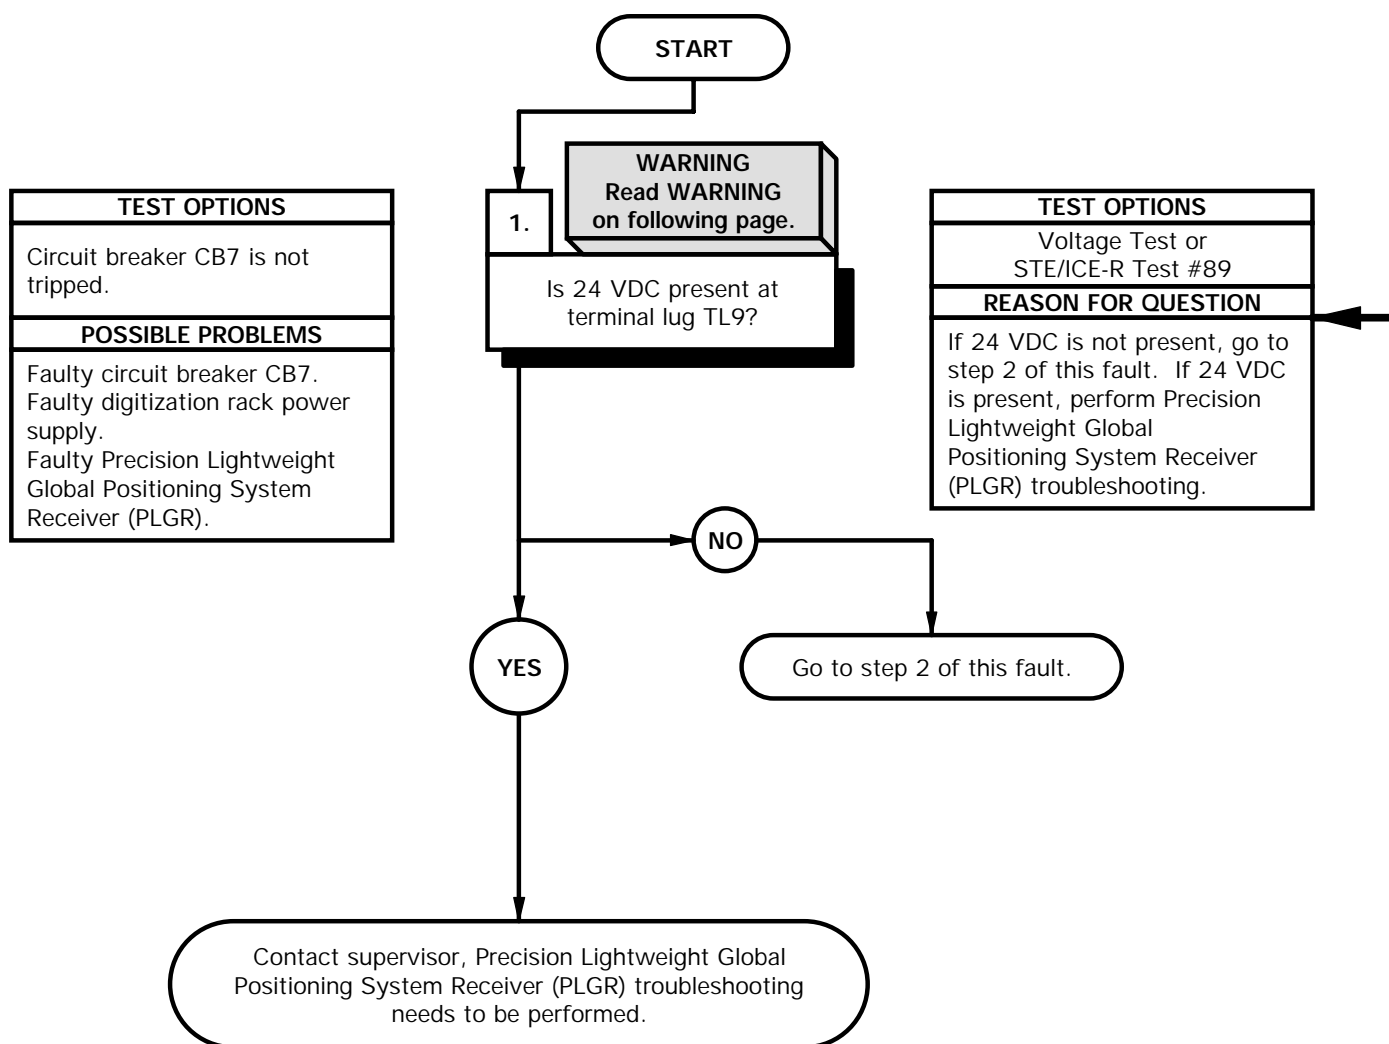 START
WARNING
Read WARNING
on following page.
1.
Is 24 VDC present at
terminal lug TL9?
TEST OPTIONS
Circuit breaker CB7 is not
tripped.
POSSIBLE PROBLEMS
Faulty circuit breaker CB7.
Faulty digitization rack power
supply.
Faulty Precision Lightweight
Global Positioning System
Receiver (PLGR).
TEST OPTIONS
Voltage Test or
STE/ICE-R Test #89
REASON FOR QUESTION
If 24 VDC is not present, go to
step 2 of this fault.  If 24 VDC
is present, perform Precision
Lightweight Global
Positioning System Receiver
(PLGR) troubleshooting.
NO
YES
Go to step 2 of this fault.
Contact supervisor, Precision Lightweight Global
Positioning System Receiver (PLGR) troubleshooting
needs to be performed.